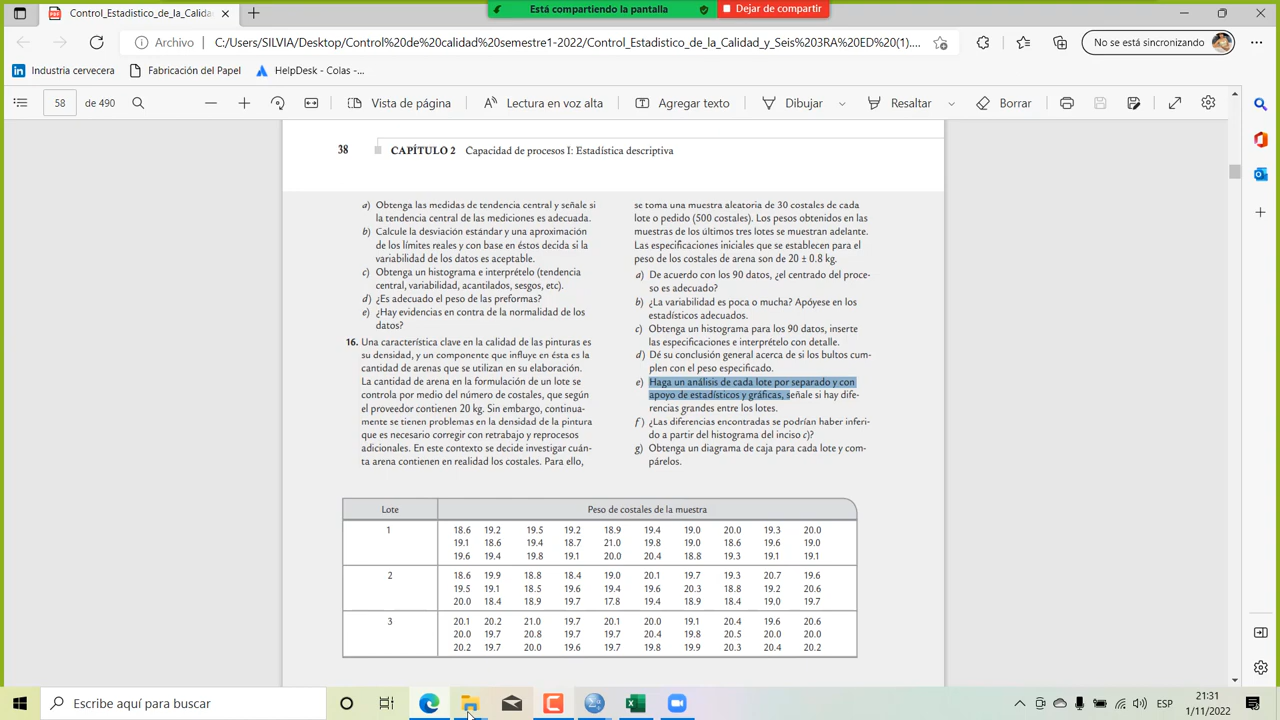 Está compartiendo la pantalla
Dejar de compartir
Control_Estadistico_de_la_Calida
Archivo
C:/Users/SILVIA/Desktop/Control%20de%20calidad%20semestre1-2022/Control_Estadistico_de_la_Calidad_y_Seis%203RA%20ED%20(1)....
No se está sincronizando
Industria cervecera
Fabricación del Papel
HelpDesk - Colas -...
58 de 490
Vista de página
Lectura en voz alta
Agregar texto
Dibujar
Resaltar
Borrar
38 CAPÍTULO 2 Capacidad de procesos I: Estadística descriptiva
a) Obtenga las medidas de tendencia central y señale si
la tendencia central de las mediciones es adecuada.
b) Calcule la desviación estándar y una aproximación
de los límites reales y con base en éstos decida si la
variabilidad de los datos es aceptable.
c) Obtenga un histograma e interprételo (tendencia
central, variabilidad, acantilados, sesgos, etc).
d) ¿Es adecuado el peso de las preformas?
e) ¿Hay evidencias en contra de la normalidad de los
datos?
16. Una característica clave en la calidad de las pinturas es
su densidad, y un componente que influye en ésta es la
cantidad de arenas que se utilizan en su elaboración.
La cantidad de arena en la formulación de un lote se
controla por medio del número de costales, que según
el proveedor contienen 20 kg. Sin embargo, continua-
mente se tienen problemas en la densidad de la pintura
que es necesario corregir con retrabajo y reprocesos
adicionales. En este contexto se decide investigar cuán-
ta arena contienen en realidad los costales. Para ello,
se toma una muestra aleatoria de 30 costales de cada
lote o pedido (500 costales). Los pesos obtenidos en las
muestras de los últimos tres lotes se muestran adelante.
Las especificaciones iniciales que se establecen para el
peso de los costales de arena son de 20 ± 0.8 kg.
a) De acuerdo con los 90 datos, ¿el centrado del proce-
so es adecuado?
b) ¿La variabilidad es poca o mucha? Apóyese en los
estadísticos adecuados.
c) Obtenga un histograma para los 90 datos, inserte
las especificaciones e interprételo con detalle.
d) Dé su conclusión general acerca de si los bultos cum-
plen con el peso especificado.
e) Haga un análisis de cada lote por separado y con
apoyo de estadísticos y gráficas, señale si hay dife-
rencias grandes entre los lotes.
f) ¿Las diferencias encontradas se podrían haber inferi-
do a partir del histograma del inciso c)?
g) Obtenga un diagrama de caja para cada lote y com-
párelos.
Lote Peso de costales de la muestra
1 18.6 19.2 19.5 19.2 18.9 19.4 19.0 20.0 19.3 20.0
19.1 18.6 19.4 18.7 21.0 19.8 19.0 18.6 19.6 19.0
19.6 19.4 19.8 19.1 20.0 20.4 18.8 19.3 19.1 19.1
2 18.6 19.9 18.8 18.4 19.0 20.1 19.7 19.3 20.7 19.6
19.5 19.1 18.5 19.6 19.4 19.6 20.3 18.8 19.2 20.6
20.0 18.4 18.9 19.7 17.8 19.4 18.9 18.4 19.0 19.7
3 20.1 20.2 21.0 19.7 20.1 20.0 19.1 20.4 19.6 20.6
20.0 19.7 20.8 19.7 19.7 20.4 19.8 20.5 20.0 20.0
20.2 19.7 20.0 19.6 19.7 19.8 19.9 20.3 20.4 20.2
Escribe aquí para buscar
ESP
21:31
1/11/2022